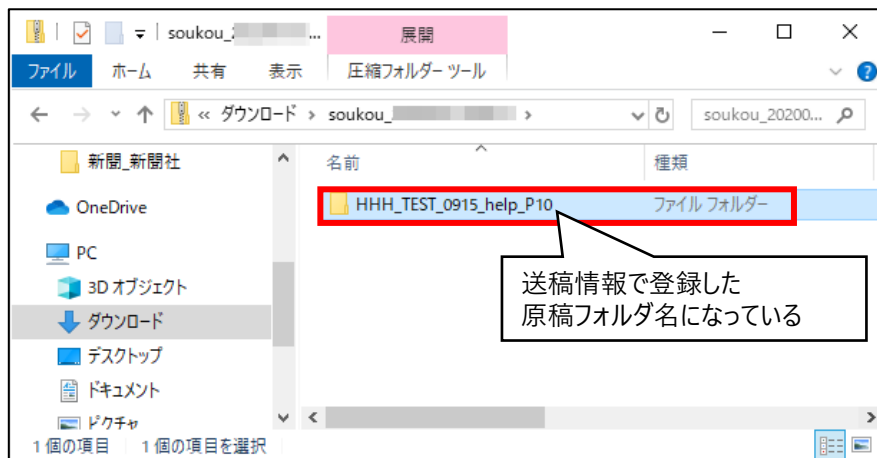 soukou_ ...
展開
ファイル ホーム 共有 表示 圧縮フォルダー ツール
« ダウンロード › soukou_ ›
soukou_20200...
新聞_新聞社
OneDrive
PC
3D オブジェクト
ダウンロード
デスクトップ
ドキュメント
ピクチャ
名前 種類
HHH_TEST_0915_help_P10 ファイル フォルダー
送稿情報で登録した
原稿フォルダ名になっている
1 個の項目 1 個の項目を選択